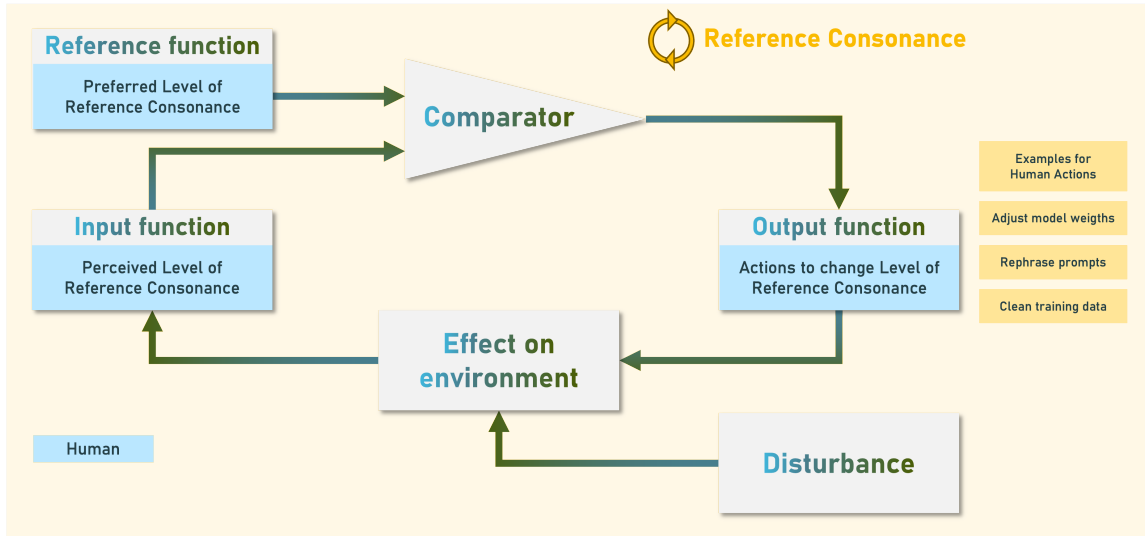 Reference Consonance
Reference function
Preferred Level of
Reference Consonance
Comparator
Examples for
Human Actions
Input function
Perceived Level of
Reference Consonance
Output function
Actions to change Level of
Reference Consonance
Adjust model weigths
Rephrase prompts
Clean training data
Effect on
environment
Human
Disturbance